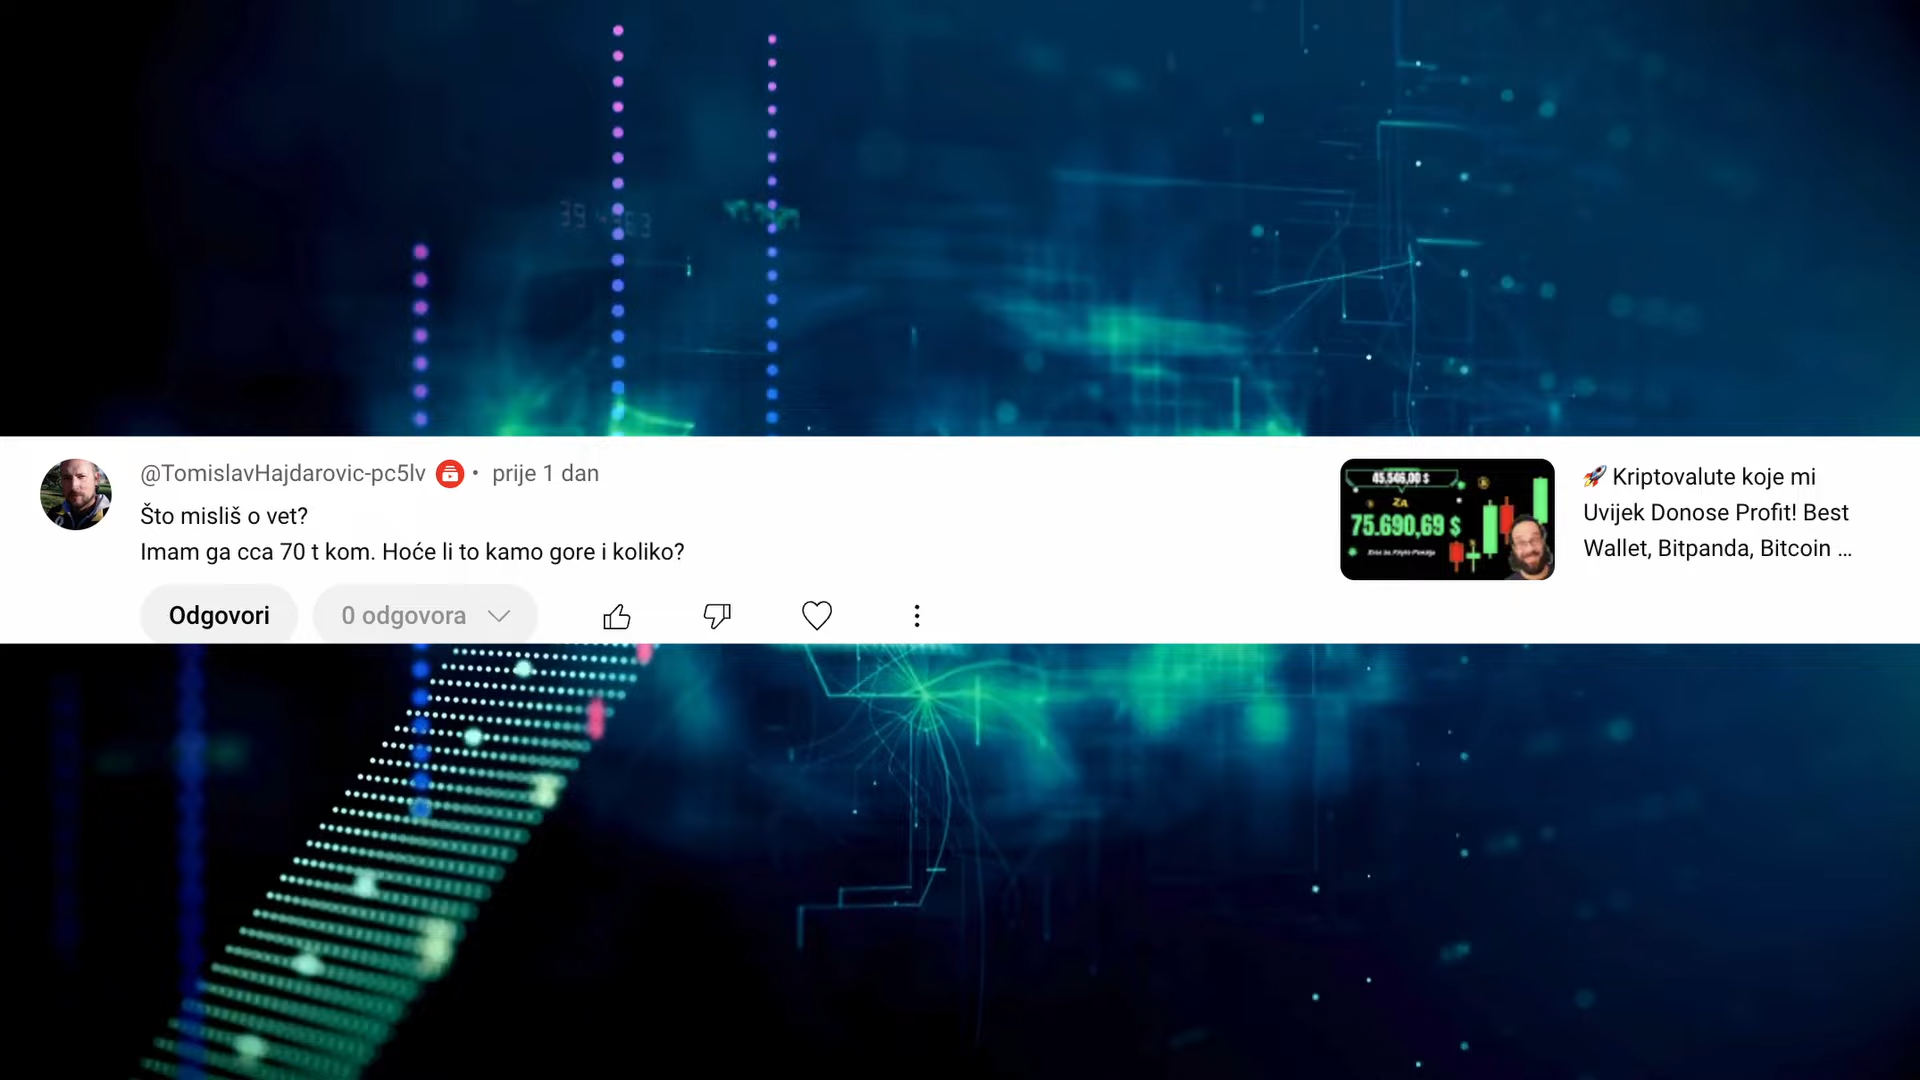 @TomislavHajdarovic-pc5lv • prije 1 dan
Što misliš o vet?
Imam ga cca 70 t kom. Hoće li to kamo gore i koliko?
Odgovori
0 odgovora
45.546,00 $
ZA
75.690,69 $
🚀 Kriptovalute koje mi
Uvijek Donose Profit! Best
Wallet, Bitpanda, Bitcoin ...